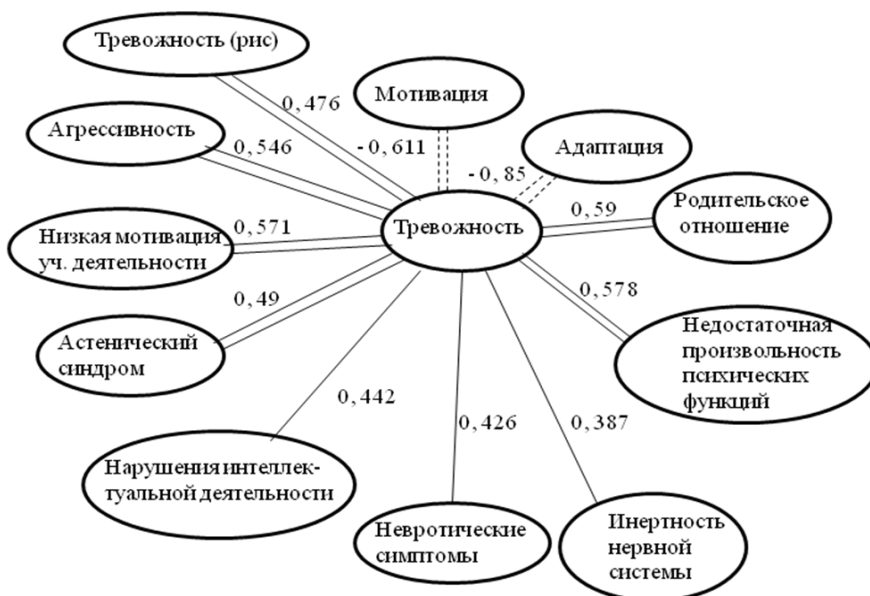 Тревожность (рис)
0,476
Мотивация
- 0,611
Агрессивность
0,546
Адаптация
- 0,85
Тревожность
0,59
Родительское
отношение
Низкая мотивация
уч. деятельности
0,571
0,578
Недостаточная
произвольность
психических
функций
Астенический
синдром
0,49
0,442
0,426
0,387
Нарушения интеллек-
туальной деятельности
Невротические
симптомы
Инертность
нервной
системы